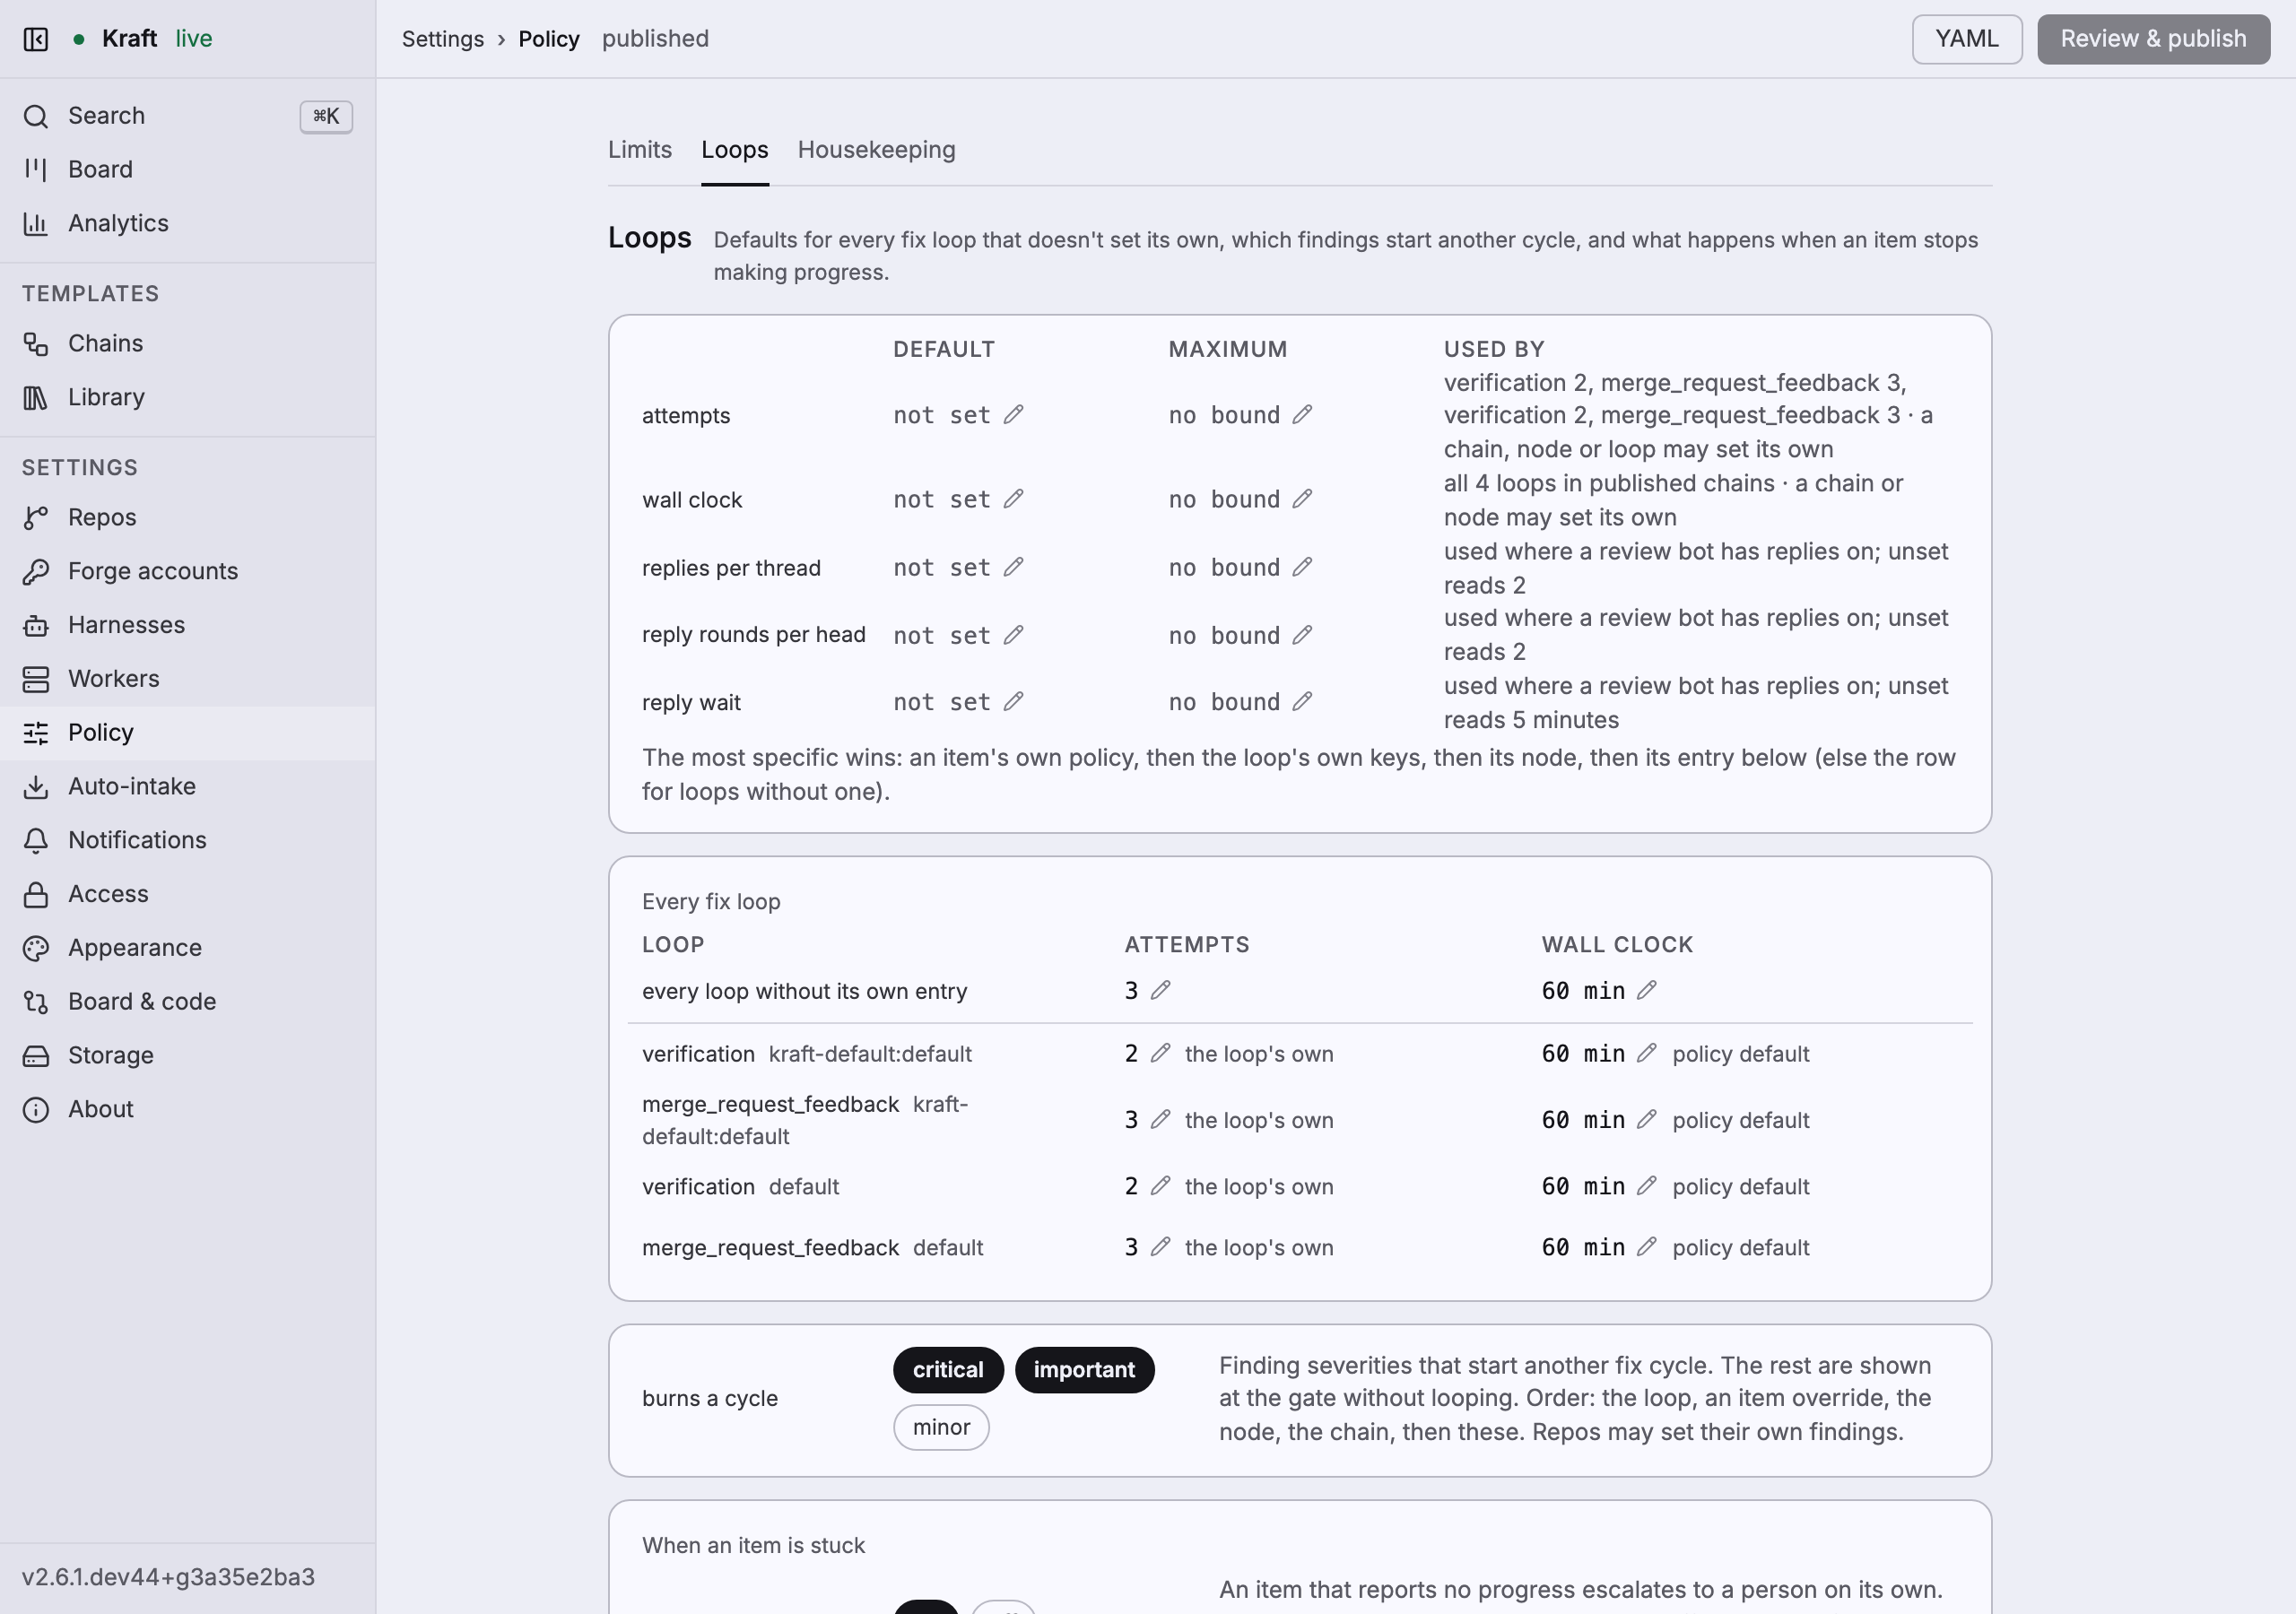 Kraft live
Settings › Policy published
YAML
Review & publish
Search ⌘K
Board
Analytics
TEMPLATES
Chains
Library
SETTINGS
Repos
Forge accounts
Harnesses
Workers
Policy
Auto-intake
Notifications
Access
Appearance
Board & code
Storage
About
v2.6.1.dev44+g3a35e2ba3
Limits Loops Housekeeping
Loops Defaults for every fix loop that doesn't set its own, which findings start another cycle, and what happens when an item stops
making progress.
DEFAULT MAXIMUM USED BY
attempts not set no bound verification 2, merge_request_feedback 3,
verification 2, merge_request_feedback 3 · a
chain, node or loop may set its own
wall clock not set no bound all 4 loops in published chains · a chain or
node may set its own
replies per thread not set no bound used where a review bot has replies on; unset
reads 2
reply rounds per head not set no bound used where a review bot has replies on; unset
reads 2
reply wait not set no bound used where a review bot has replies on; unset
reads 5 minutes
The most specific wins: an item's own policy, then the loop's own keys, then its node, then its entry below (else the row
for loops without one).
Every fix loop
LOOP ATTEMPTS WALL CLOCK
every loop without its own entry 3 60 min
verification kraft-default:default 2 the loop's own 60 min policy default
merge_request_feedback kraft-
default:default 3 the loop's own 60 min policy default
verification default 2 the loop's own 60 min policy default
merge_request_feedback default 3 the loop's own 60 min policy default
burns a cycle
critical important
minor
Finding severities that start another fix cycle. The rest are shown
at the gate without looping. Order: the loop, an item override, the
node, the chain, then these. Repos may set their own findings.
When an item is stuck
An item that reports no progress escalates to a person on its own.